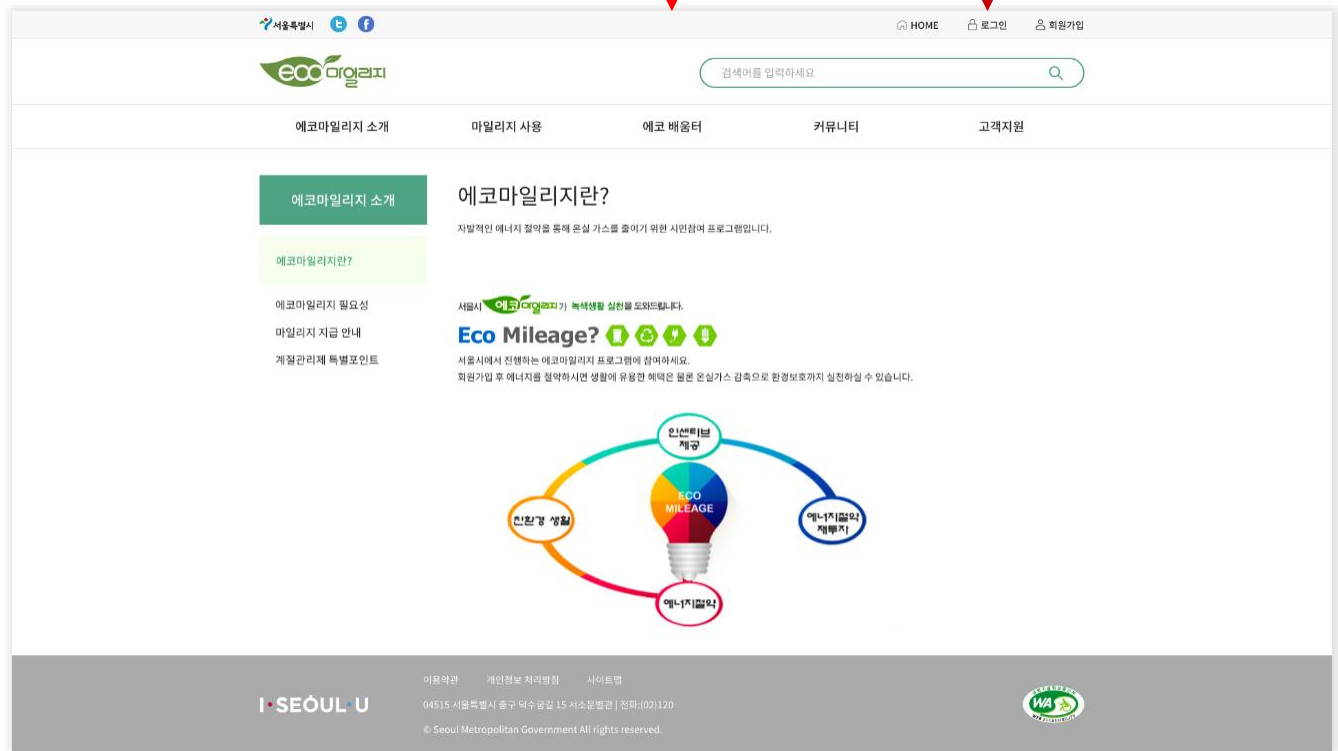 서울특별시
HOME 로그인 회원가입
eco 마일리지
검색어를 입력하세요
에코마일리지 소개 마일리지 사용 에코 배움터 커뮤니티 고객지원
에코마일리지 소개
에코마일리지란?
에코마일리지 필요성
마일리지 지급 안내
계절관리제 특별포인트
에코마일리지란?
자발적인 에너지 절약을 통해 온실 가스를 줄이기 위한 시민참여 프로그램입니다.
서울시 에코마일리지가 녹색생활 실천을 도와드립니다.
Eco Mileage?
서울시에서 진행하는 에코마일리지 프로그램에 참여하세요.
회원가입 후 에너지를 절약하시면 생활에 유용한 혜택은 물론 온실가스 감축으로 환경보호까지 실천하실 수 있습니다.
인센티브
제공
ECO
MILEAGE
친환경 생활
에너지절약
재투자
에너지절약
이용약관 개인정보 처리방침 사이트맵
I·SEOUL·U
04515 서울특별시 중구 덕수궁길 15 서소문별관 | 전화:(02)120
© Seoul Metropolitan Government All rights reserved.
WA